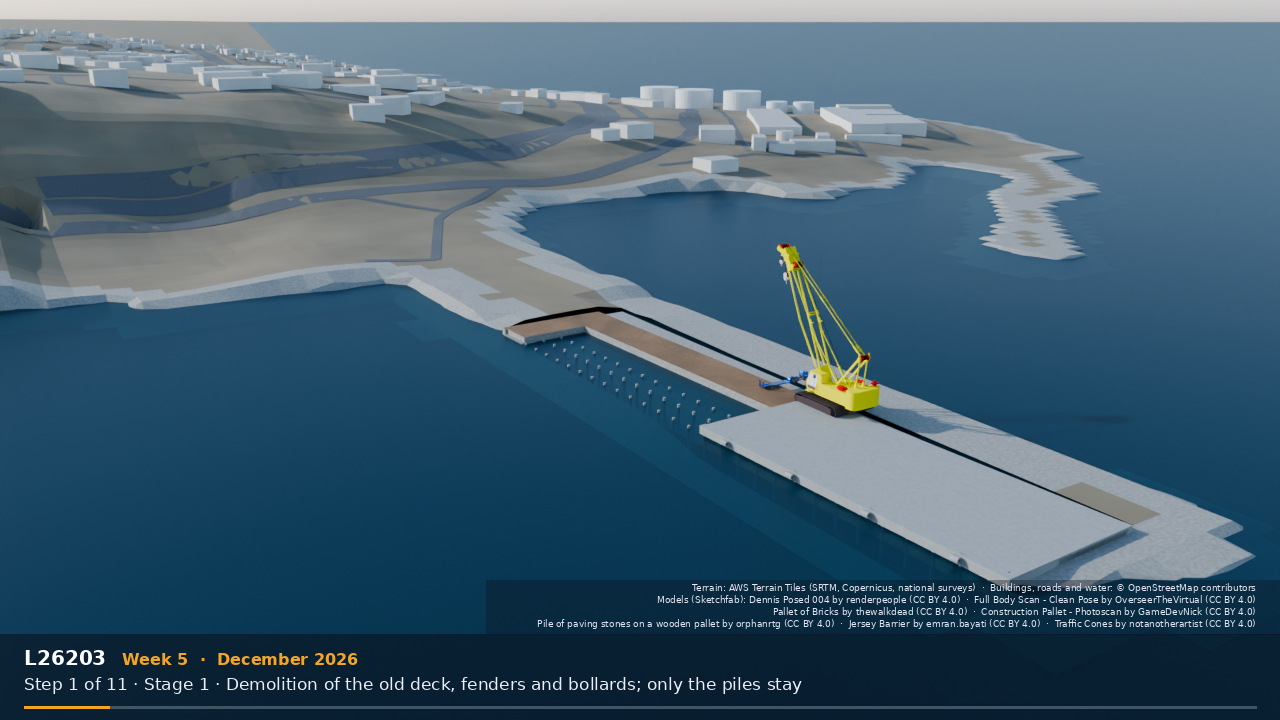 Terrain: AWS Terrain Tiles (SRTM, Copernicus, national surveys) · Buildings, roads and water: © OpenStreetMap contributors
Models (Sketchfab): Dennis Posed 004 by renderpeople (CC BY 4.0) · Full Body Scan - Clean Pose by OverseerTheVirtual (CC BY 4.0)
Pallet of Bricks by thewalkdead (CC BY 4.0) · Construction Pallet - Photoscan by GameDevNick (CC BY 4.0)
Pile of paving stones on a wooden pallet by orphanrtg (CC BY 4.0) · Jersey Barrier by emran.bayati (CC BY 4.0) · Traffic Cones by notanotherartist (CC BY 4.0)
L26203 Week 5 · December 2026
Step 1 of 11 · Stage 1 · Demolition of the old deck, fenders and bollards; only the piles stay